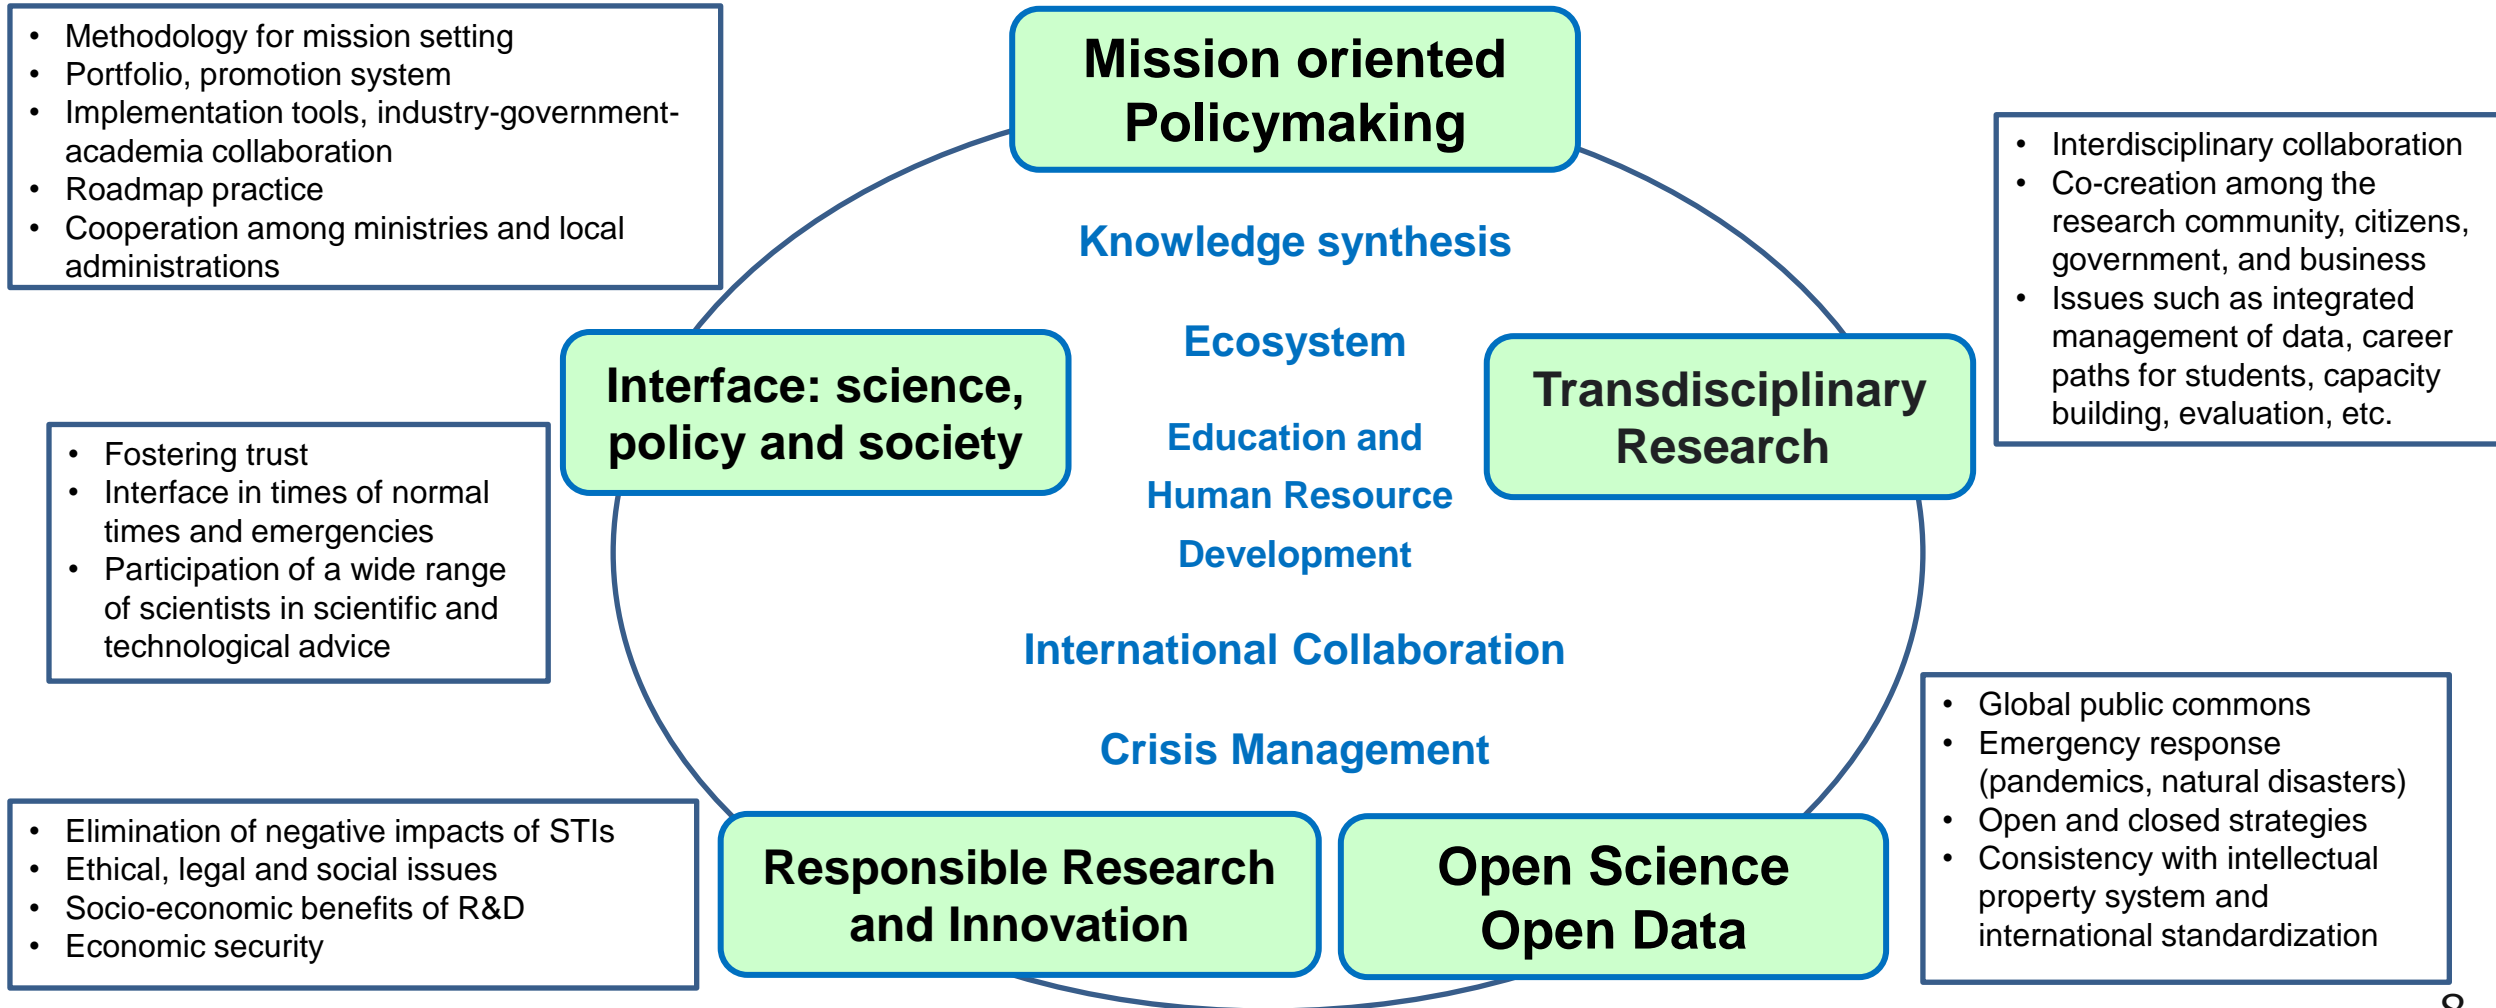 • Methodology for mission setting
• Portfolio, promotion system
• Implementation tools, industry-government-
academia collaboration
• Roadmap practice
• Cooperation among ministries and local
administrations
Mission oriented
Policymaking
• Interdisciplinary collaboration
• Co-creation among the
research community, citizens,
government, and business
• Issues such as integrated
management of data, career
paths for students, capacity
building, evaluation, etc.
Knowledge synthesis
Ecosystem
Education and
Human Resource
Development
International Collaboration
Crisis Management
Interface: science,
policy and society
Transdisciplinary
Research
• Fostering trust
• Interface in times of normal
times and emergencies
• Participation of a wide range
of scientists in scientific and
technological advice
• Global public commons
• Emergency response
(pandemics, natural disasters)
• Open and closed strategies
• Consistency with intellectual
property system and
international standardization
• Elimination of negative impacts of STIs
• Ethical, legal and social issues
• Socio-economic benefits of R&D
• Economic security
Responsible Research
and Innovation
Open Science
Open Data